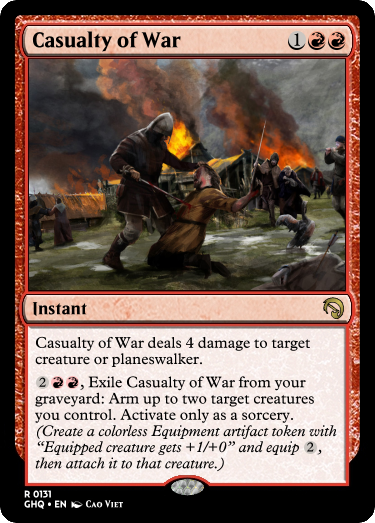 Casualty of War 1
Instant
Casualty of War deals 4 damage to target
creature or planeswalker.
2, Exile Casualty of War from your
graveyard: Arm up to two target creatures
you control. Activate only as a sorcery.
(Create a colorless Equipment artifact token with
“Equipped creature gets +1/+0” and equip 2,
then attach it to that creature.)
R 0131
GHQ • EN Cao Viet